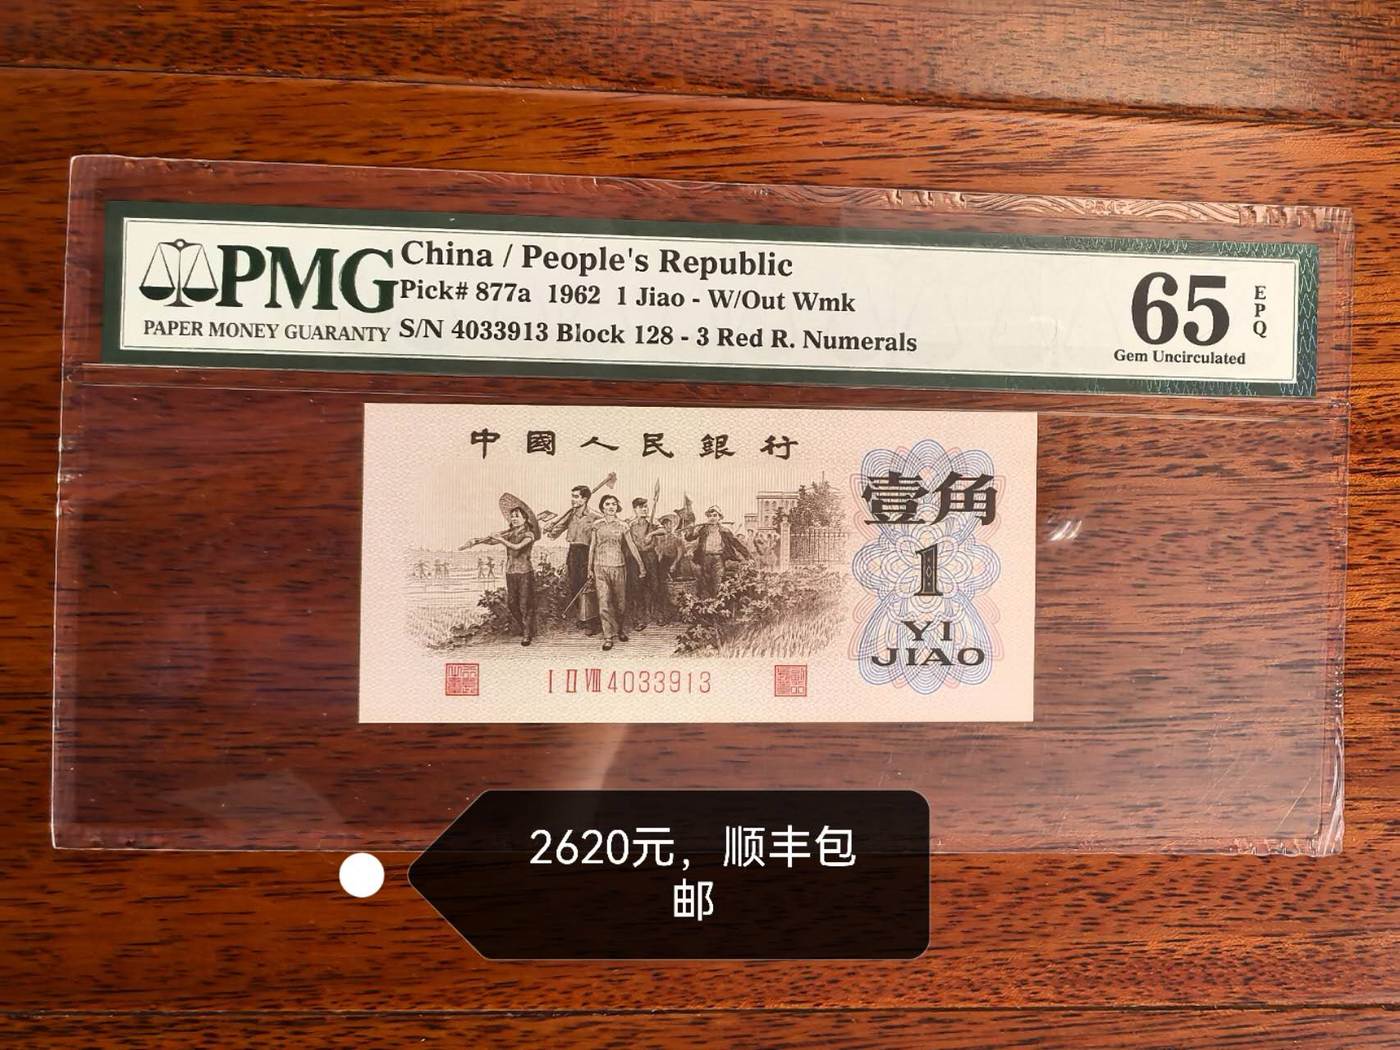 PMG
PAPER MONEY GUARANTY
China / People's Republic
Pick# 877a 1962 1 Jiao - W/Out Wmk
S/N 4033913 Block 128 - 3 Red R. Numerals
65
EPQ
Gem Uncirculated
中國人民銀行
壹角
1
YI
JIAO
I II VIII 4033913
2620元，顺丰包
邮